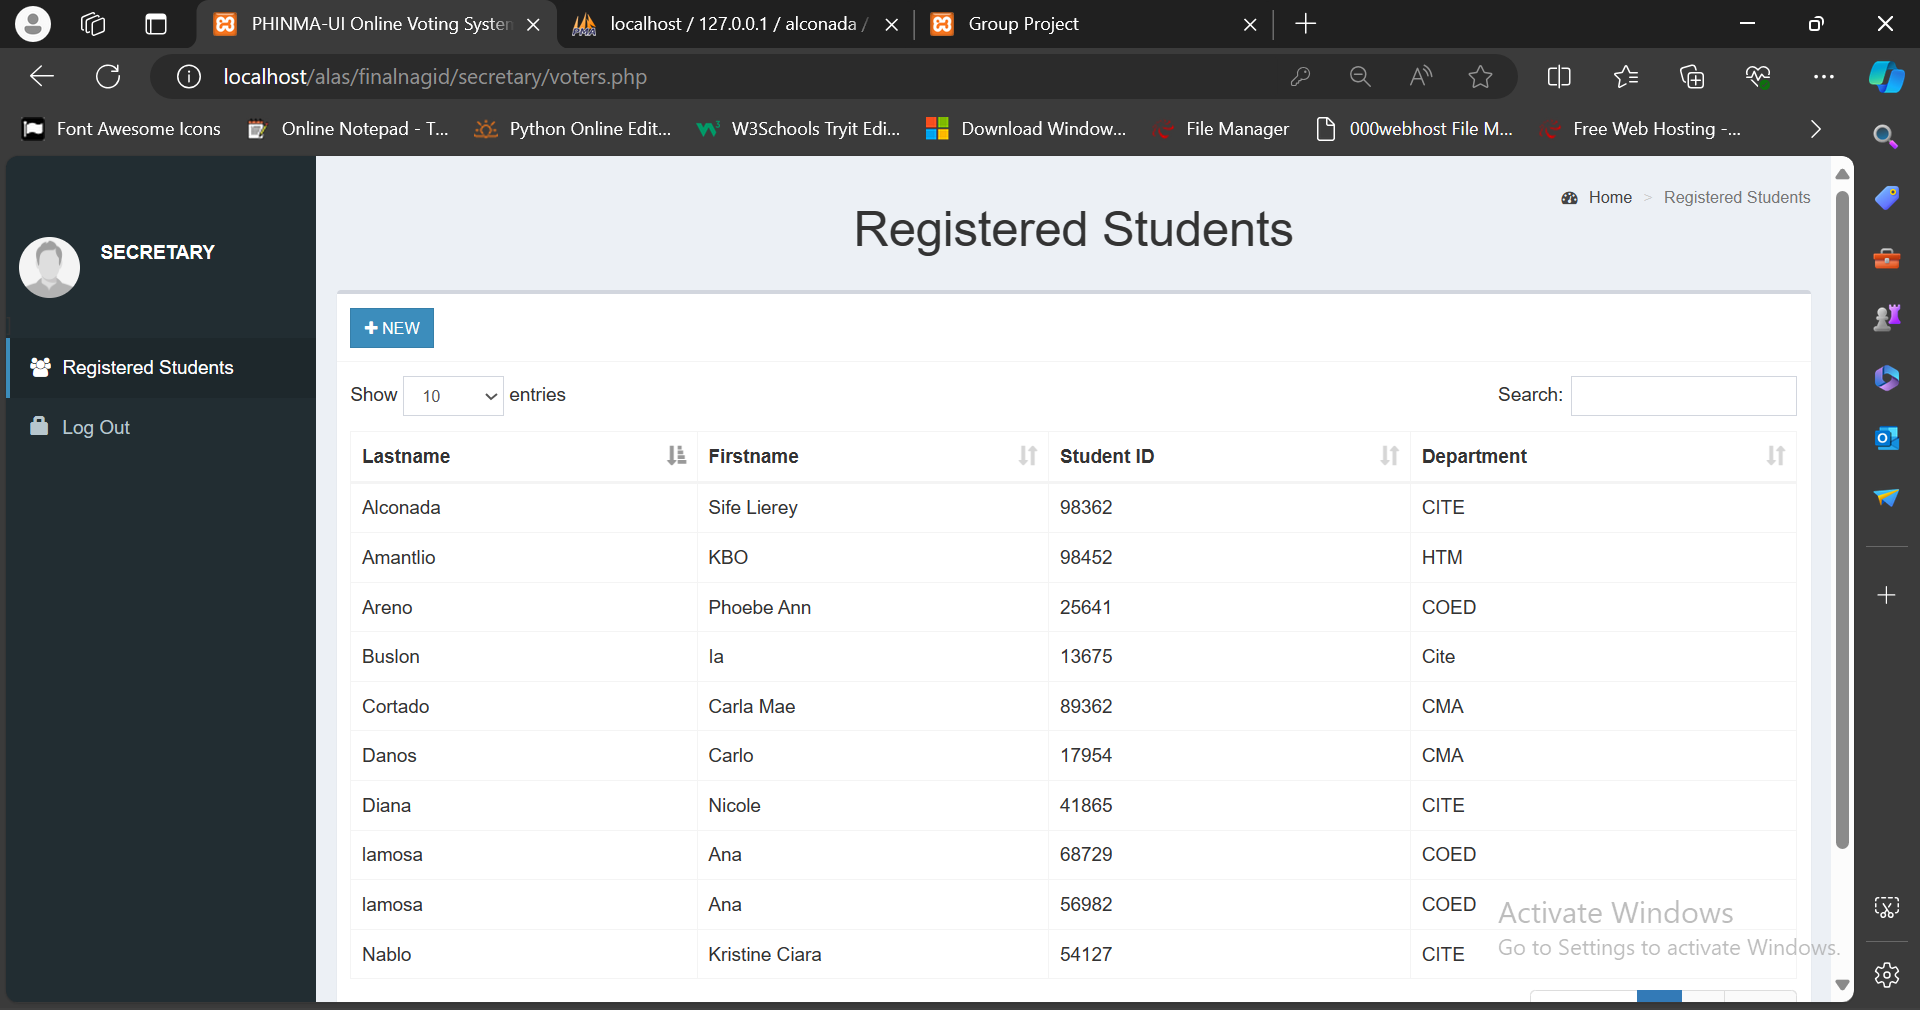 PHINMA-UI Online Voting System
localhost / 127.0.0.1 / alconada /
Group Project
localhost/alas/finalnagid/secretary/voters.php
Font Awesome Icons
Online Notepad - T...
Python Online Edit...
W3Schools Tryit Edi...
Download Window...
File Manager
000webhost File M...
Free Web Hosting -...
SECRETARY
Registered Students
Log Out
Home > Registered Students
Registered Students
+ NEW
Show 10 entries
Search:
Lastname Firstname Student ID Department
Alconada Sife Lierey 98362 CITE
Amantlio KBO 98452 HTM
Areno Phoebe Ann 25641 COED
Buslon Ia 13675 Cite
Cortado Carla Mae 89362 CMA
Danos Carlo 17954 CMA
Diana Nicole 41865 CITE
lamosa Ana 68729 COED
lamosa Ana 56982 COED
Nablo Kristine Ciara 54127 CITE
Activate Windows
Go to Settings to activate Windows.